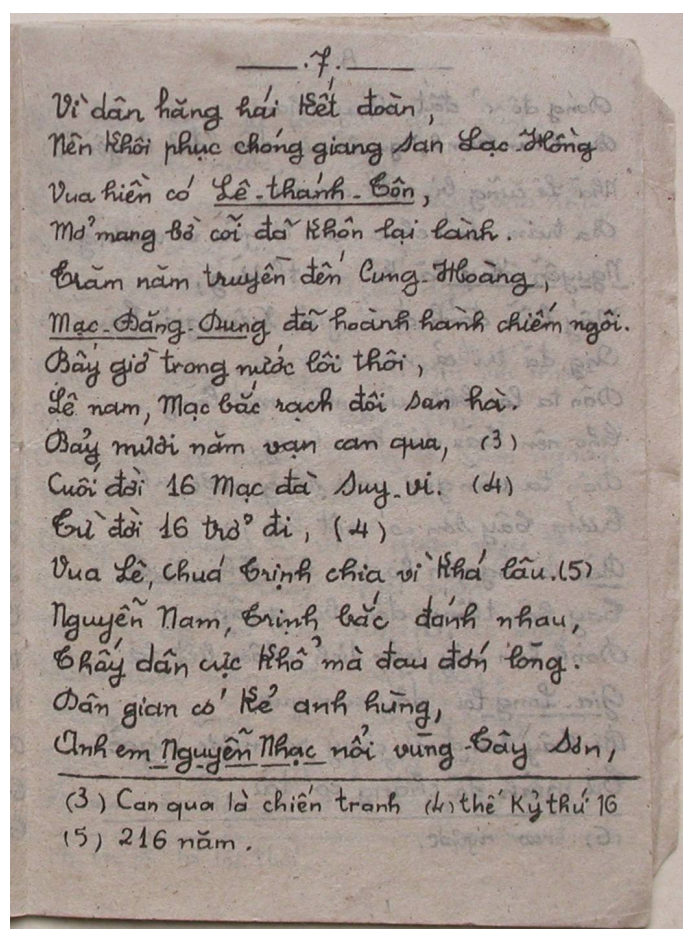 .7.
Vì dân hăng hái kết đoàn,
Nên khôi phục chóng giang san Lạc-Hồng
Vua hiền có Lê-thánh-Tôn,
Mở mang bờ cõi đã khôn lại lành.
Trăm năm truyền đến Cung-Hoàng,
Mạc-Đăng-Dung đã hoành hành chiếm ngôi.
Bấy giờ trong nước lôi thôi,
Lê nam, Mạc bắc rạch đôi san hà.
Bảy mươi năm vạn can qua, (3)
Cuối đời 16 Mạc đà suy-vi. (4)
Từ đời 16 trở đi, (4)
Vua Lê, chuá Trịnh chia vì khá lâu.(5)
Nguyễn Nam, Trịnh bắc đánh nhau,
Thấy dân cực khổ mà đau đớn lòng.
Dân gian có kẻ anh hùng,
Anh em Nguyễn Nhạc nổi vùng Tây Sơn,
(3) Can qua là chiến tranh (4) thế kỷ thứ 16
(5) 216 năm.